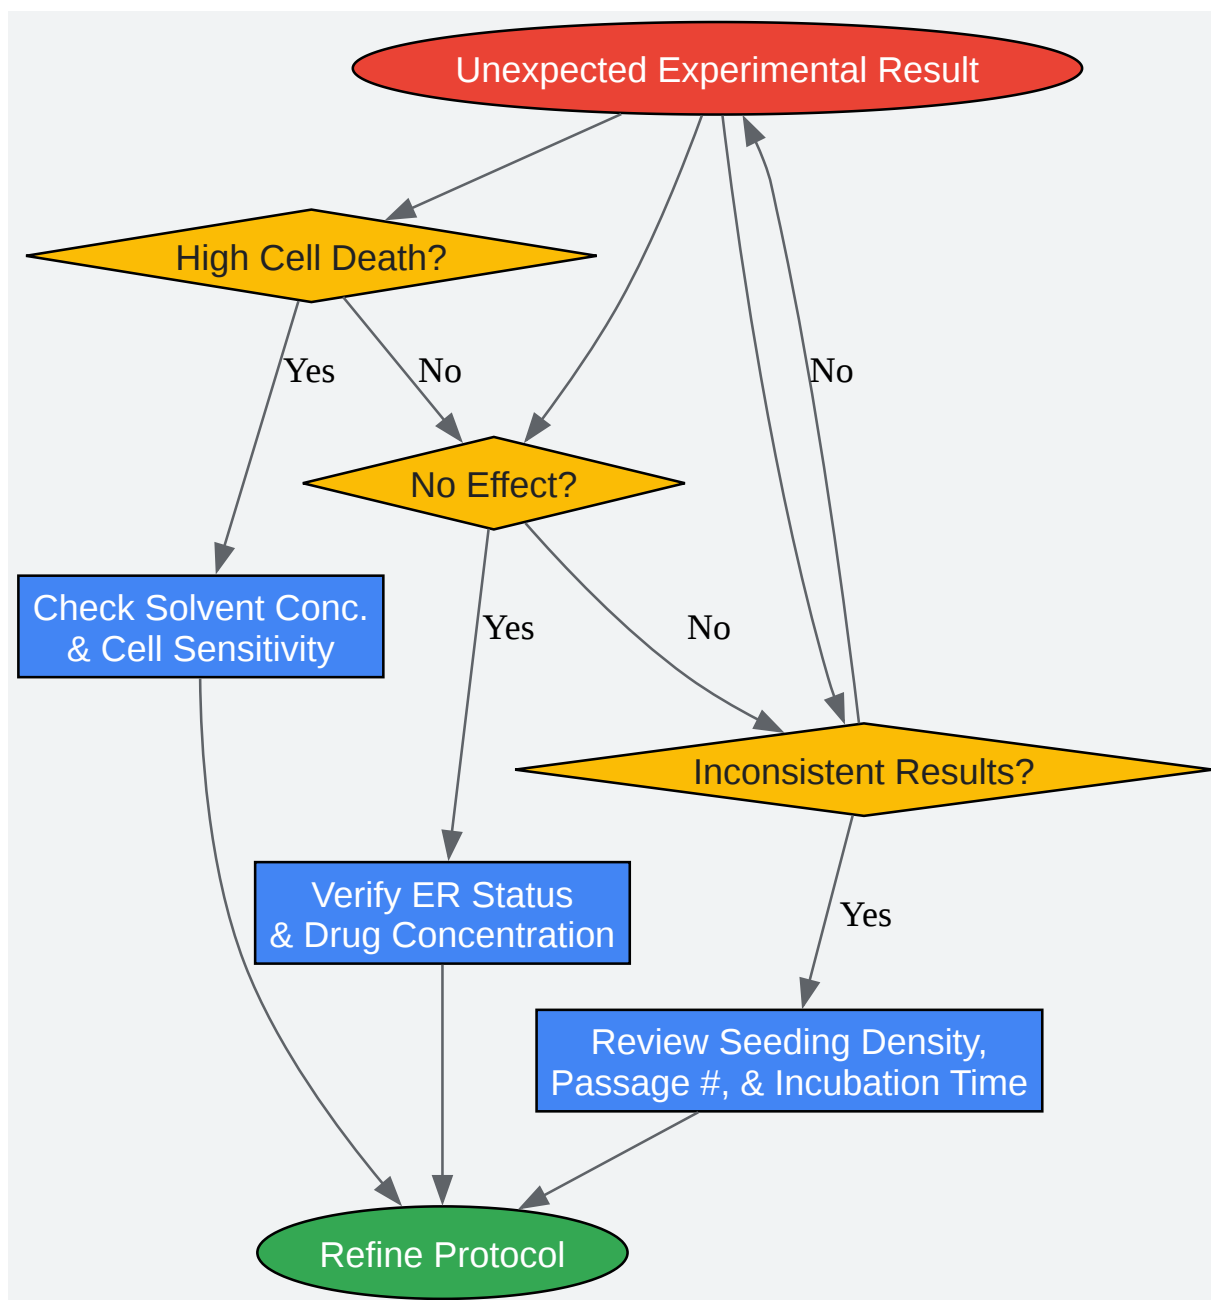 Unexpected Experimental Result
High Cell Death?
Yes
No
No
No Effect?
Check Solvent Conc.
& Cell Sensitivity
Yes
No
Inconsistent Results?
Verify ER Status
& Drug Concentration
Yes
Review Seeding Density,
Passage #, & Incubation Time
Refine Protocol